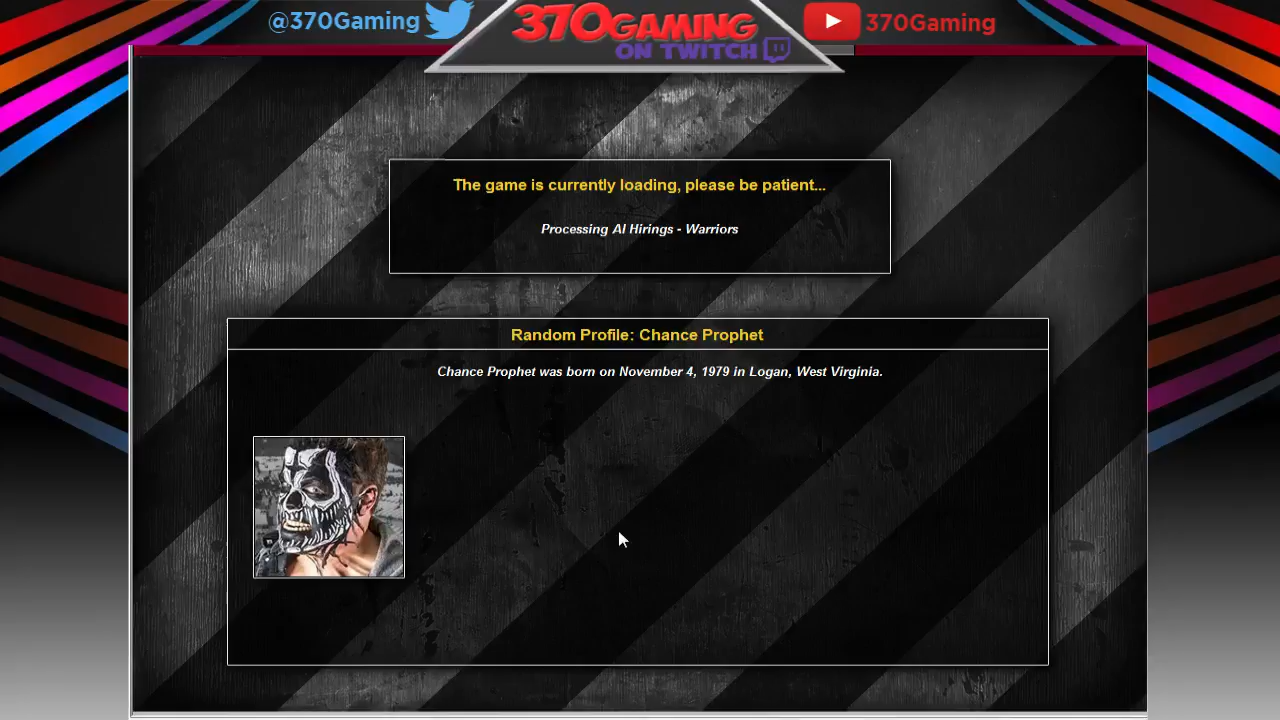 @370Gaming
370GAMING
ON TWITCH
370Gaming
The game is currently loading, please be patient...
Processing AI Hirings - Warriors
Random Profile: Chance Prophet
Chance Prophet was born on November 4, 1979 in Logan, West Virginia.